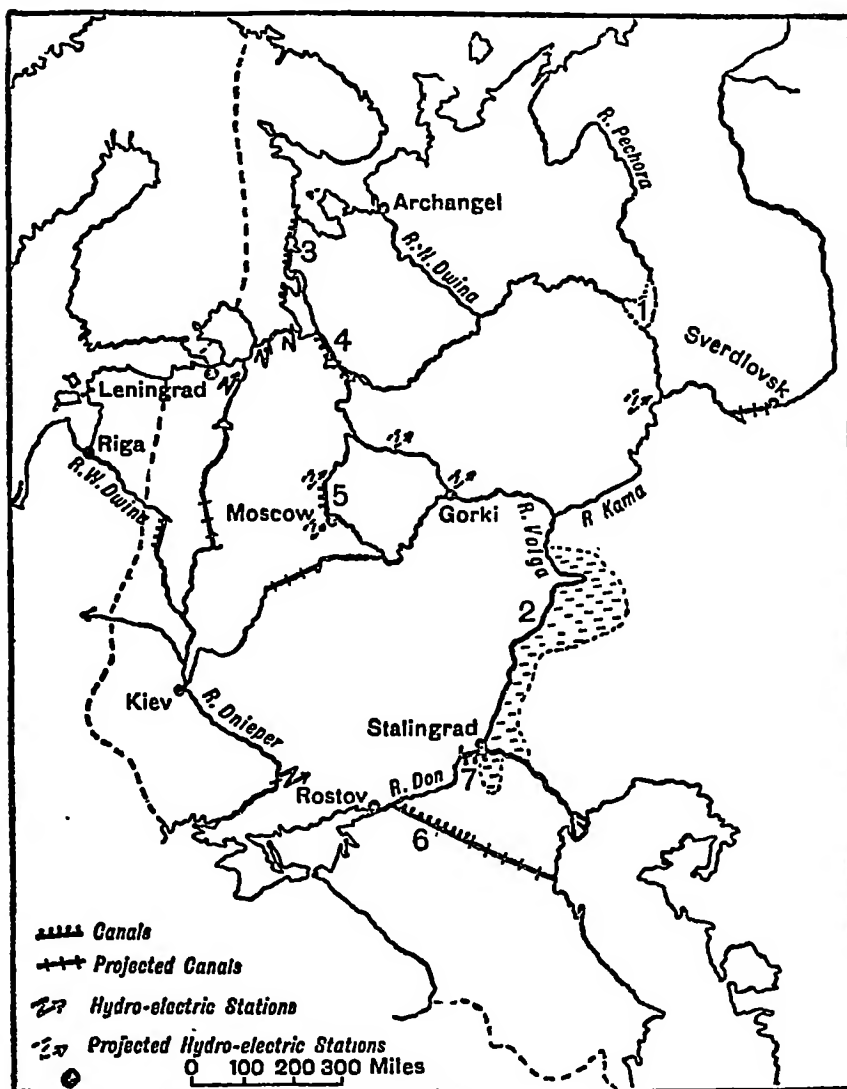 R. Pechora
Archangel
R. N. Dwina
3
1
4
Sverdlovsk
Leningrad
Riga
R. W. Dwina
Moscow
5
Gorki
R Kama
R. Volga
2
Kiev
R. Dnieper
Stalingrad
Rostov
R. Don
7
6
Canals
Projected Canals
Hydro-electric Stations
Projected Hydro-electric Stations
0 100 200 300 Miles